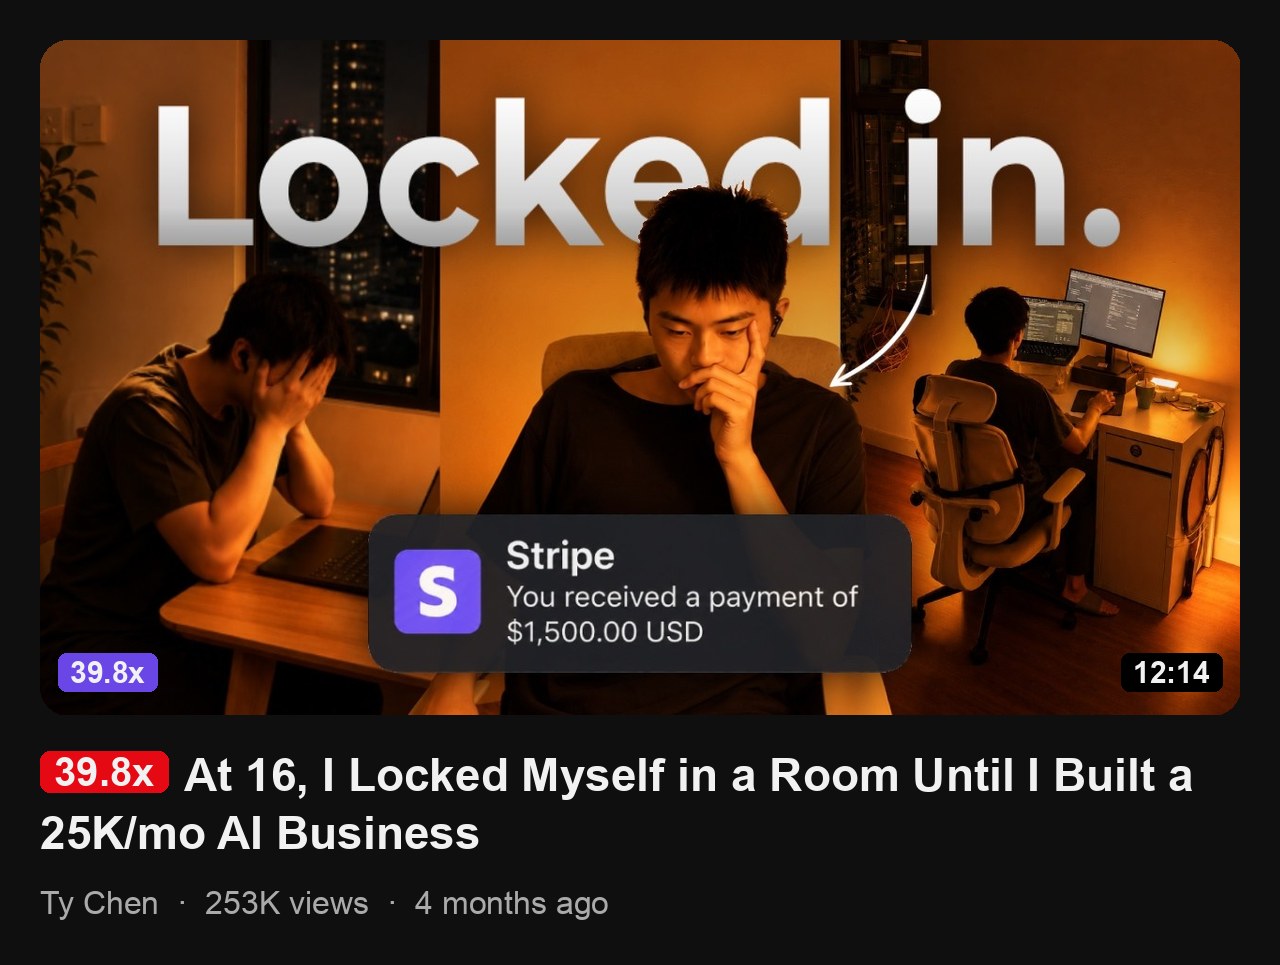 Locked in.
S
Stripe
You received a payment of
$1,500.00 USD
39.8x
12:14
39.8x At 16, I Locked Myself in a Room Until I Built a
25K/mo AI Business
Ty Chen · 253K views · 4 months ago